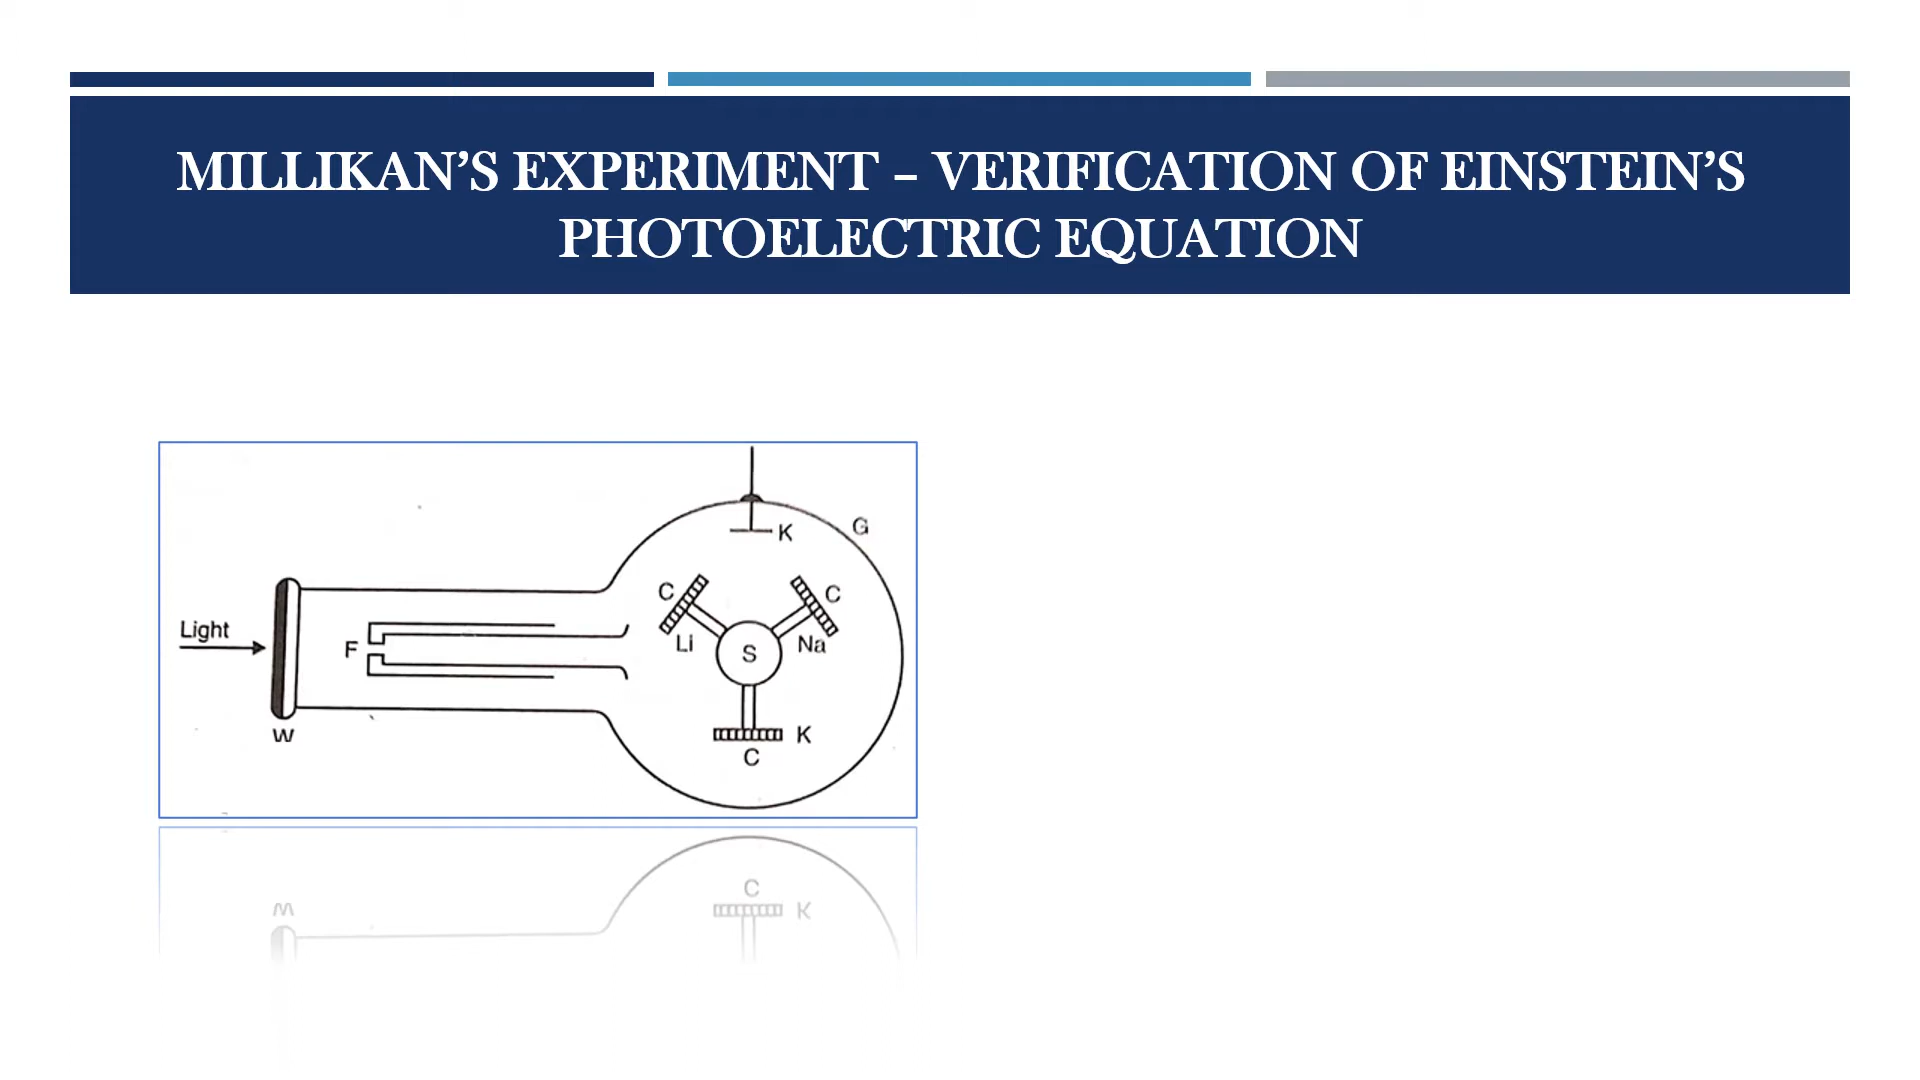 MILLIKAN’S EXPERIMENT – VERIFICATION OF EINSTEIN’S
PHOTOELECTRIC EQUATION
K
G
C
C
Light
F
Li
S
Na
W
K
C
C
K
W